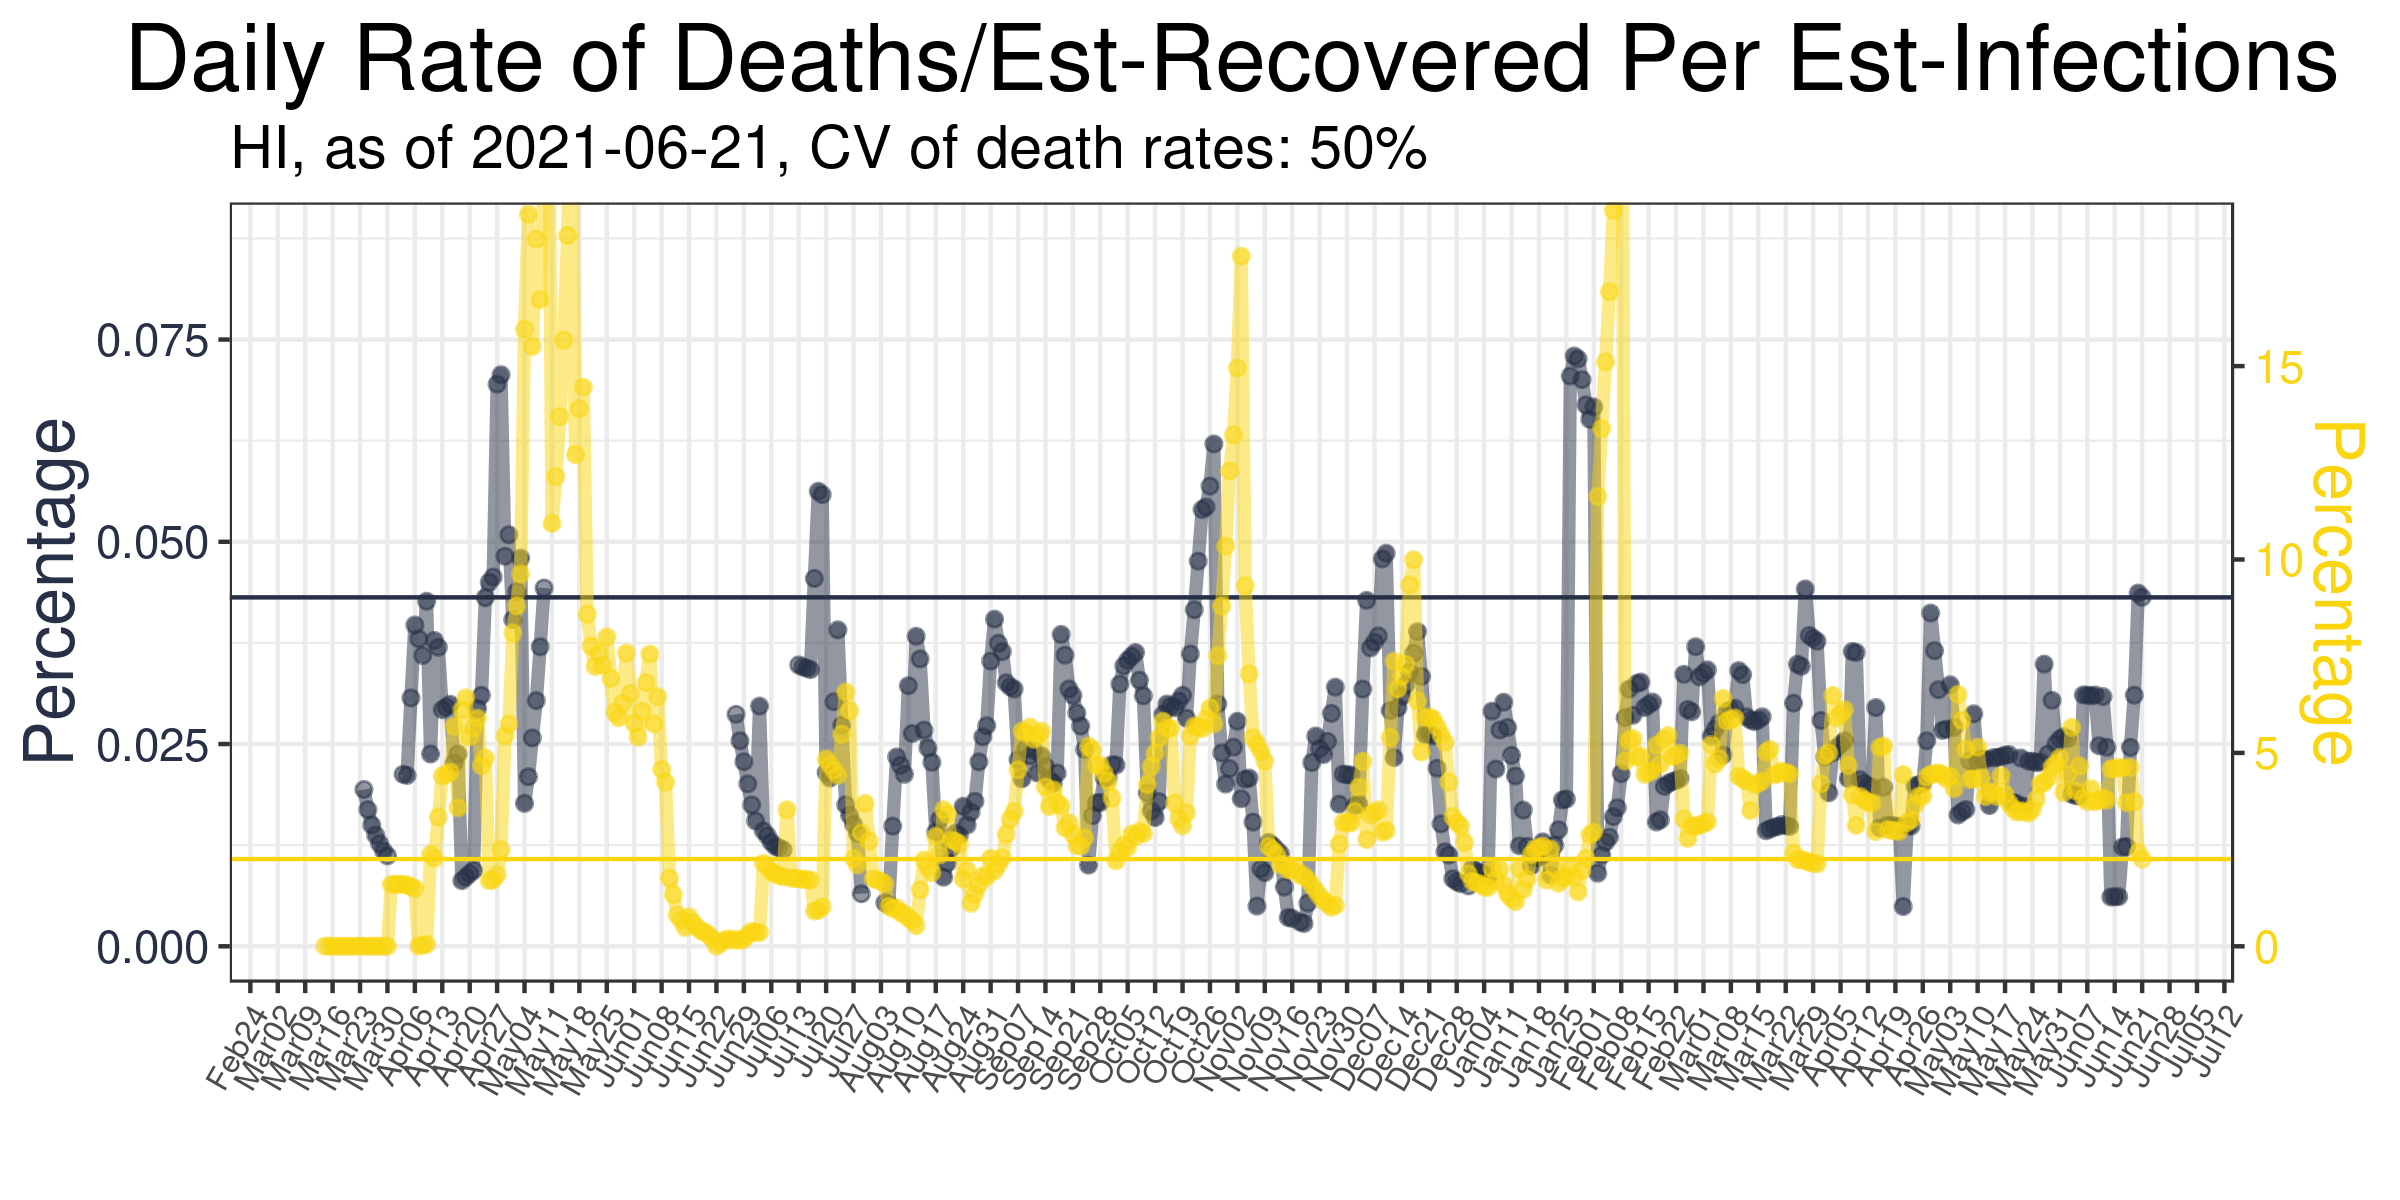 Daily Rate of Deaths/Est-Recovered Per Est-Infections
HI, as of 2021-06-21, CV of death rates: 50%
Percentage
0.075
0.050
0.025
0.000
15
10
5
0
Percentage
Feb24
Mar02
Mar09
Mar16
Mar23
Mar30
Apr06
Apr13
Apr20
Apr27
May04
May11
May18
May25
Jun01
Jun08
Jun15
Jun22
Jun29
Jul06
Jul13
Jul20
Jul27
Aug03
Aug10
Aug17
Aug24
Aug31
Sep07
Sep14
Sep21
Sep28
Oct05
Oct12
Oct19
Oct26
Nov02
Nov09
Nov16
Nov23
Nov30
Dec07
Dec14
Dec21
Dec28
Jan04
Jan11
Jan18
Jan25
Feb01
Feb08
Feb15
Feb22
Mar01
Mar08
Mar15
Mar22
Mar29
Apr05
Apr12
Apr19
Apr26
May03
May10
May17
May24
May31
Jun07
Jun14
Jun21
Jun28
Jul05
Jul12